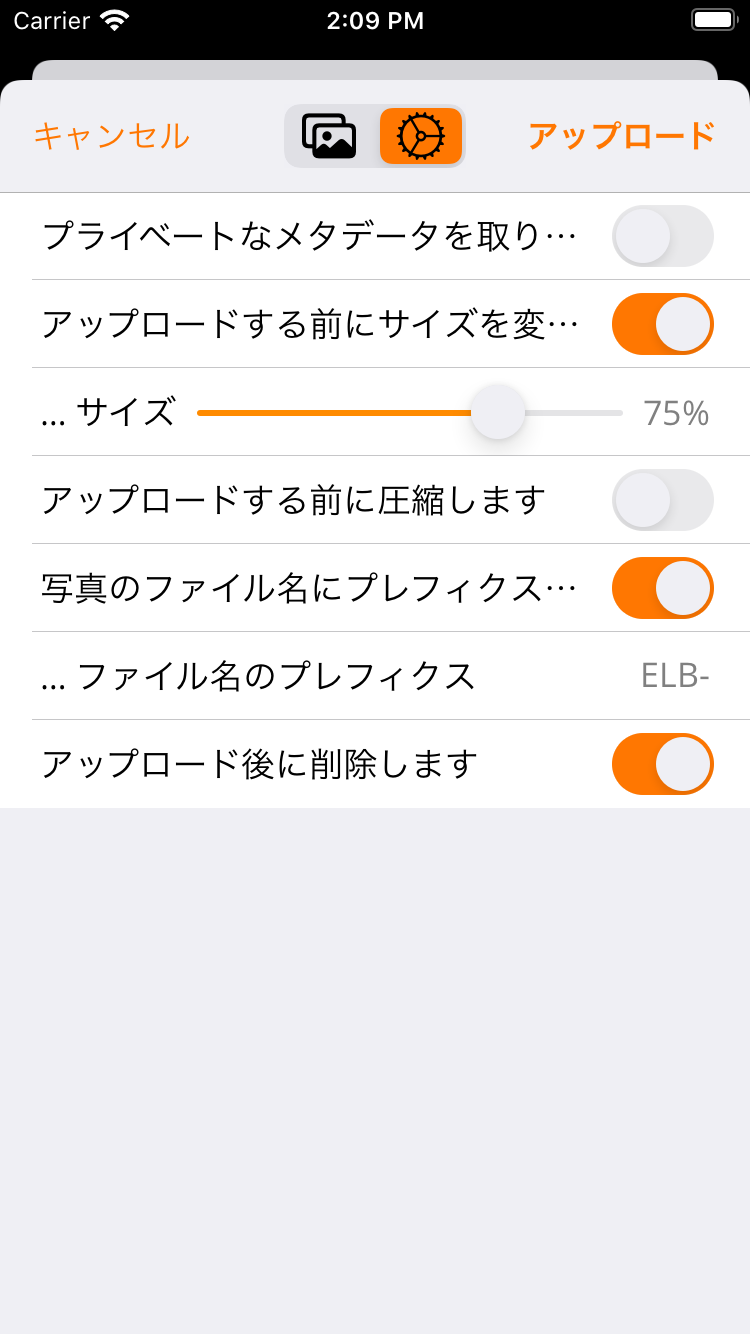 Carrier 2:09 PM
キャンセル アップロード
プライベートなメタデータを取り…
アップロードする前にサイズを変…
... サイズ 75%
アップロードする前に圧縮します
写真のファイル名にプレフィクス…
... ファイル名のプレフィクス ELB-
アップロード後に削除します